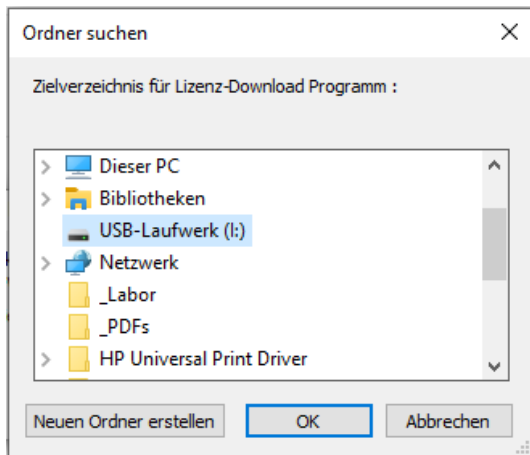 Ordner suchen
Zielverzeichnis für Lizenz-Download Programm :
Dieser PC
Bibliotheken
USB-Laufwerk (I:)
Netzwerk
_Labor
_PDFs
HP Universal Print Driver
Neuen Ordner erstellen OK Abbrechen